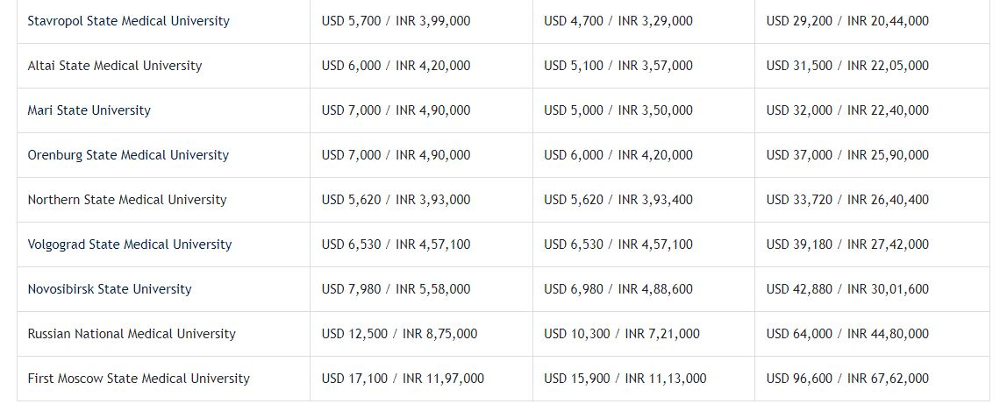 Stavropol State Medical University USD 5,700 / INR 3,99,000 USD 4,700 / INR 3,29,000 USD 29,200 / INR 20,44,000
Altai State Medical University USD 6,000 / INR 4,20,000 USD 5,100 / INR 3,57,000 USD 31,500 / INR 22,05,000
Mari State University USD 7,000 / INR 4,90,000 USD 5,000 / INR 3,50,000 USD 32,000 / INR 22,40,000
Orenburg State Medical University USD 7,000 / INR 4,90,000 USD 6,000 / INR 4,20,000 USD 37,000 / INR 25,90,000
Northern State Medical University USD 5,620 / INR 3,93,000 USD 5,620 / INR 3,93,400 USD 33,720 / INR 26,40,400
Volgograd State Medical University USD 6,530 / INR 4,57,100 USD 6,530 / INR 4,57,100 USD 39,180 / INR 27,42,000
Novosibirsk State University USD 7,980 / INR 5,58,000 USD 6,980 / INR 4,88,600 USD 42,880 / INR 30,01,600
Russian National Medical University USD 12,500 / INR 8,75,000 USD 10,300 / INR 7,21,000 USD 64,000 / INR 44,80,000
First Moscow State Medical University USD 17,100 / INR 11,97,000 USD 15,900 / INR 11,13,000 USD 96,600 / INR 67,62,000